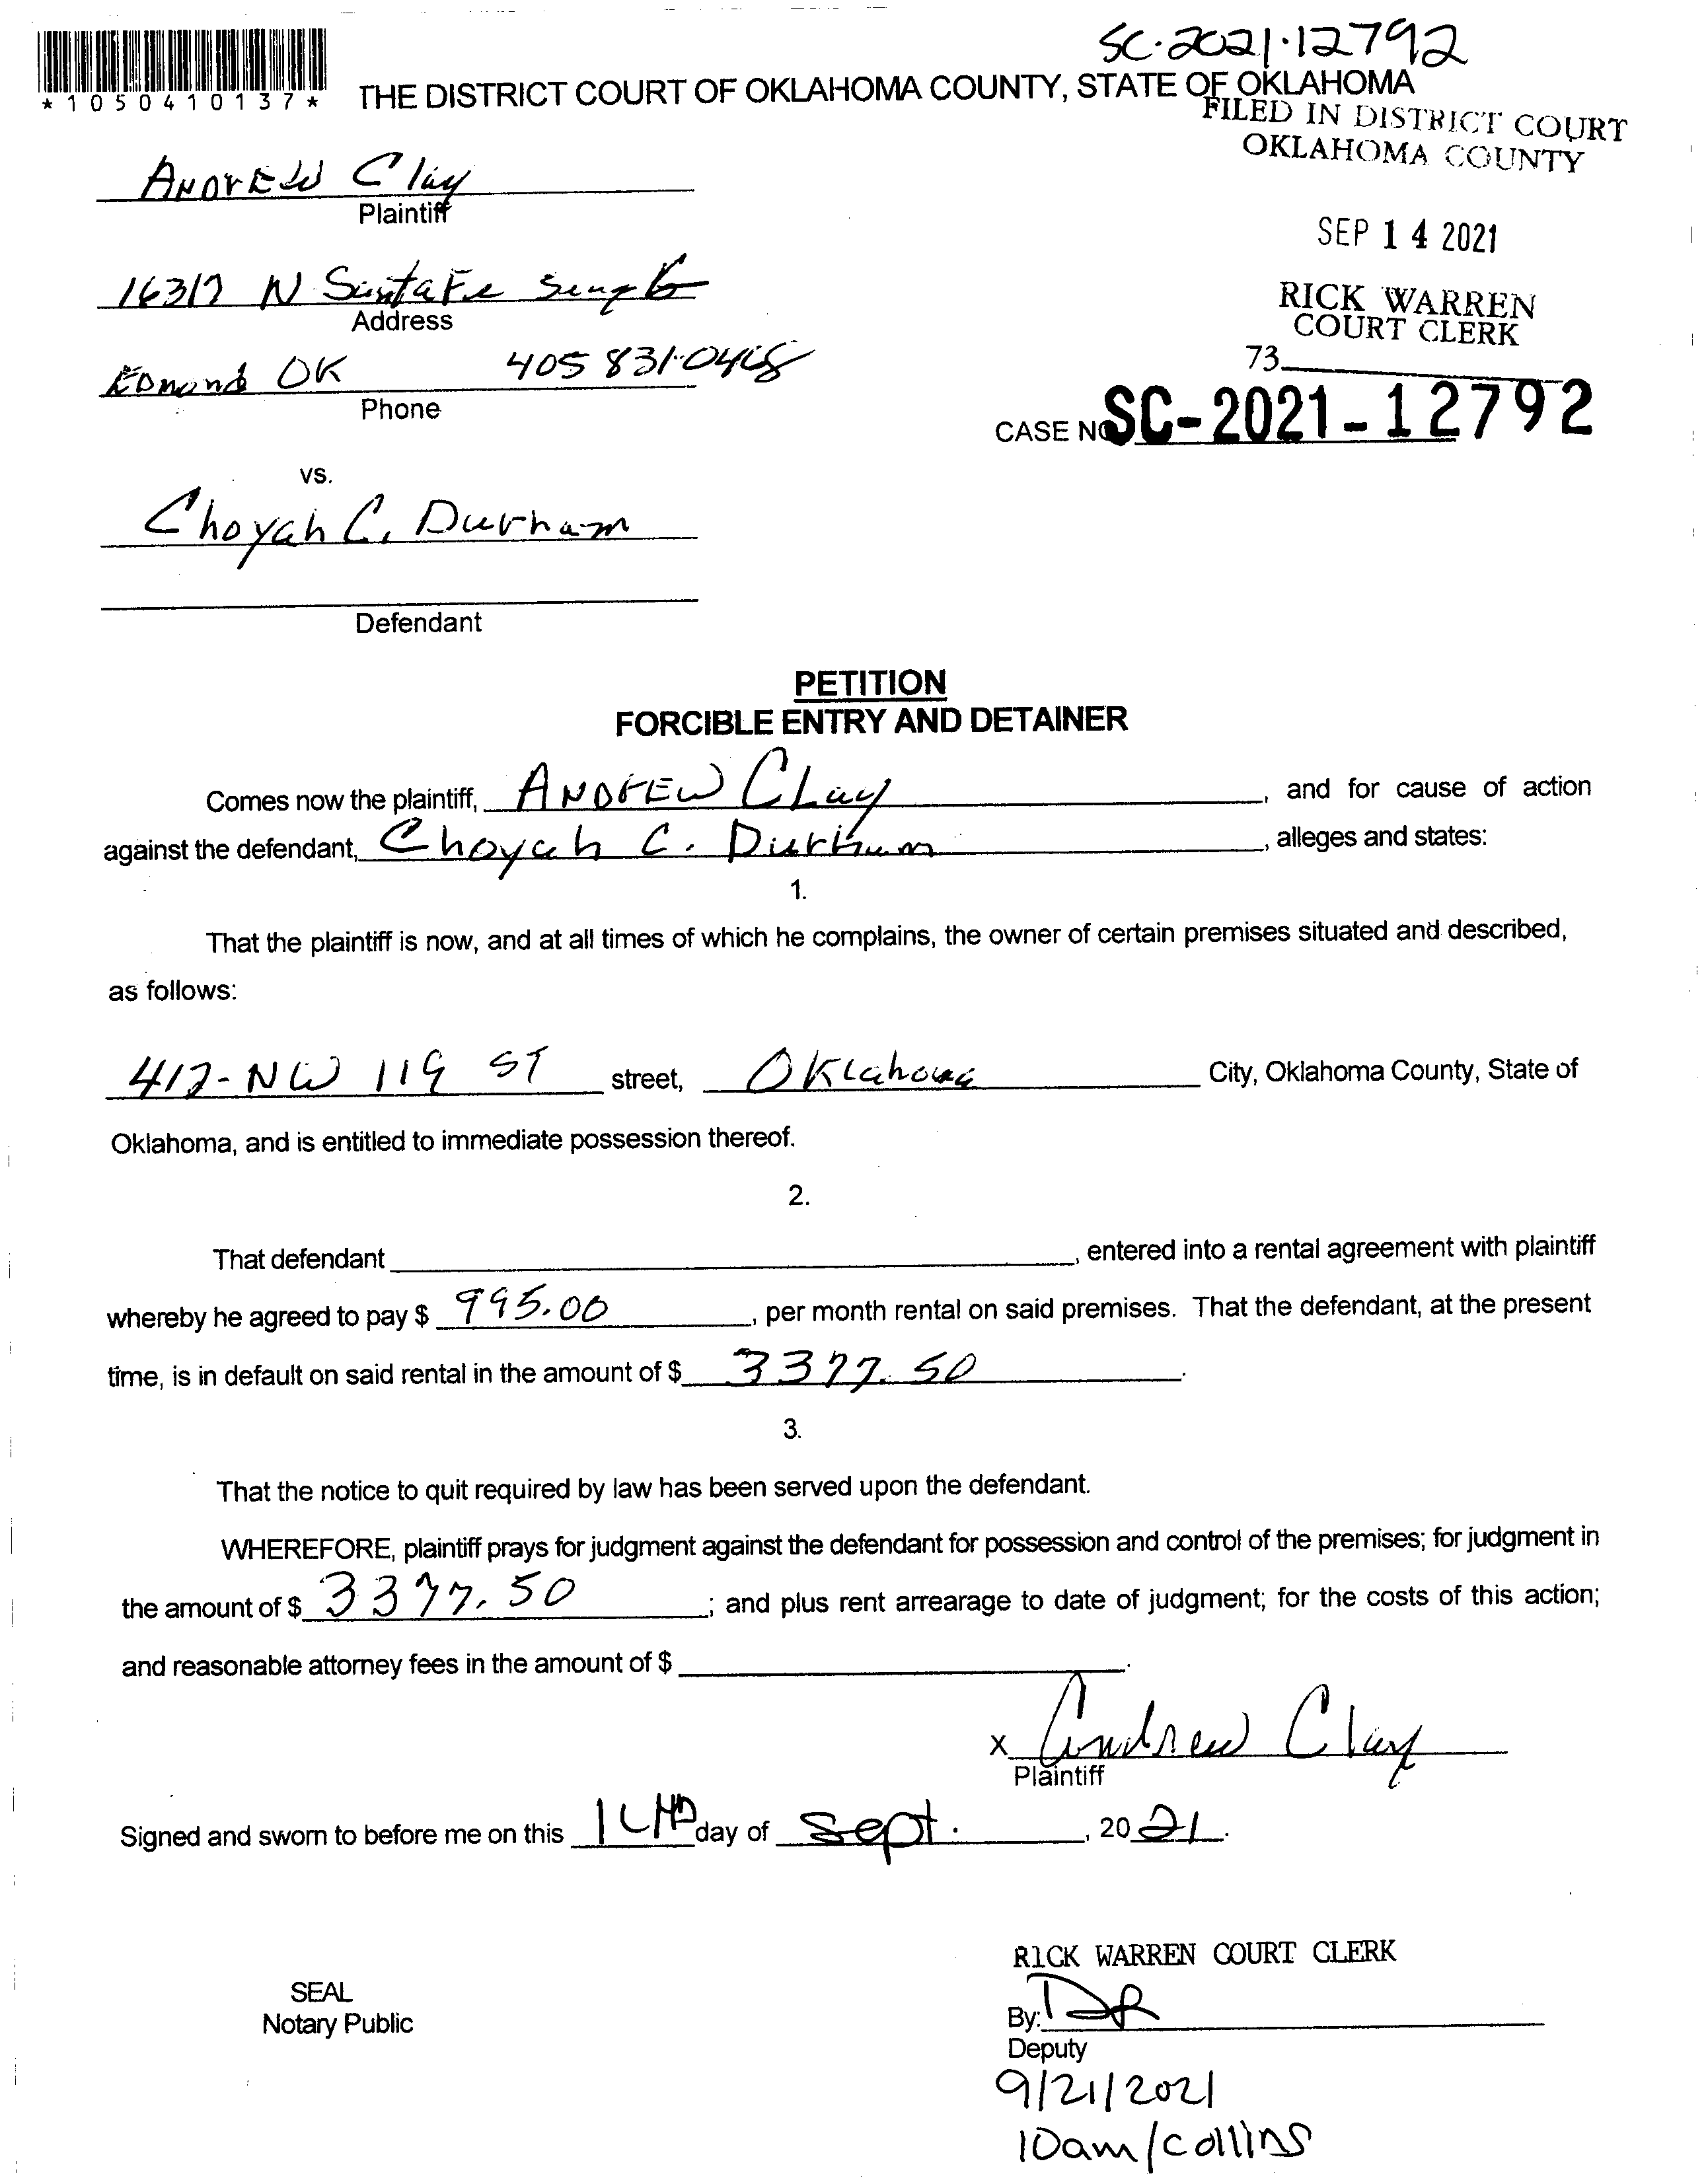 SC-2021-12792
*1050410137*
THE DISTRICT COURT OF OKLAHOMA COUNTY, STATE OF OKLAHOMA
FILED IN DISTRICT COURT
OKLAHOMA COUNTY
ANDrEW Clay
Plaintiff
SEP 14 2021
16317 N Santa Fe
Address
RICK WARREN
COURT CLERK
73
EDmond OK 405 831-0468
Phone
CASE NO. SC-2021-12792
vs.
Choyah C. Durham
Defendant
PETITION
FORCIBLE ENTRY AND DETAINER
Comes now the plaintiff, ANDrEW CLay, and for cause of action
against the defendant, Choyah C. Durham, alleges and states:
1.
That the plaintiff is now, and at all times of which he complains, the owner of certain premises situated and described,
as follows:
417-NW 119 ST street, OKlahoma City, Oklahoma County, State of
Oklahoma, and is entitled to immediate possession thereof.
2.
That defendant , entered into a rental agreement with plaintiff
whereby he agreed to pay $ 995.00, per month rental on said premises. That the defendant, at the present
time, is in default on said rental in the amount of $ 3377.50.
3.
That the notice to quit required by law has been served upon the defendant.
WHEREFORE, plaintiff prays for judgment against the defendant for possession and control of the premises; for judgment in
the amount of $ 3377.50; and plus rent arrearage to date of judgment; for the costs of this action;
and reasonable attorney fees in the amount of $ .
x Andrew Clay
Plaintiff
Signed and sworn to before me on this day of Sept., 2021.
RICK WARREN COURT CLERK
SEAL
Notary Public
By: DR
Deputy
9/21/2021
10am/collins